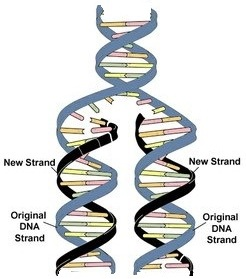 New Strand
New Strand
Original
DNA
Strand
Original
DNA
Strand